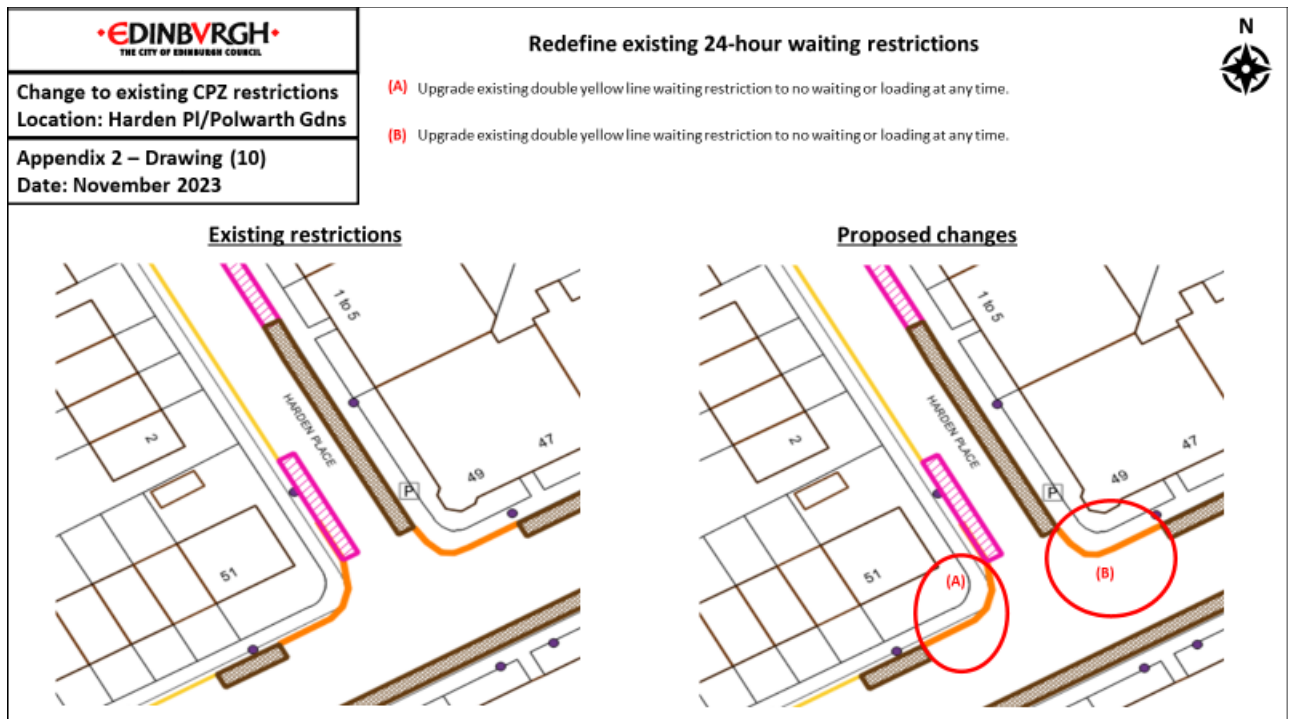 EDINBVRGH
THE CITY OF EDINBURGH COUNCIL
Change to existing CPZ restrictions
Location: Harden Pl/Polwarth Gdns
Appendix 2 – Drawing (10)
Date: November 2023
Redefine existing 24-hour waiting restrictions
(A) Upgrade existing double yellow line waiting restriction to no waiting or loading at any time.
(B) Upgrade existing double yellow line waiting restriction to no waiting or loading at any time.
N
Existing restrictions
1 to 5
HARDEN PLACE
2
47
49
P
51
Proposed changes
1 to 5
HARDEN PLACE
2
47
49
P
51
(A)
(B)